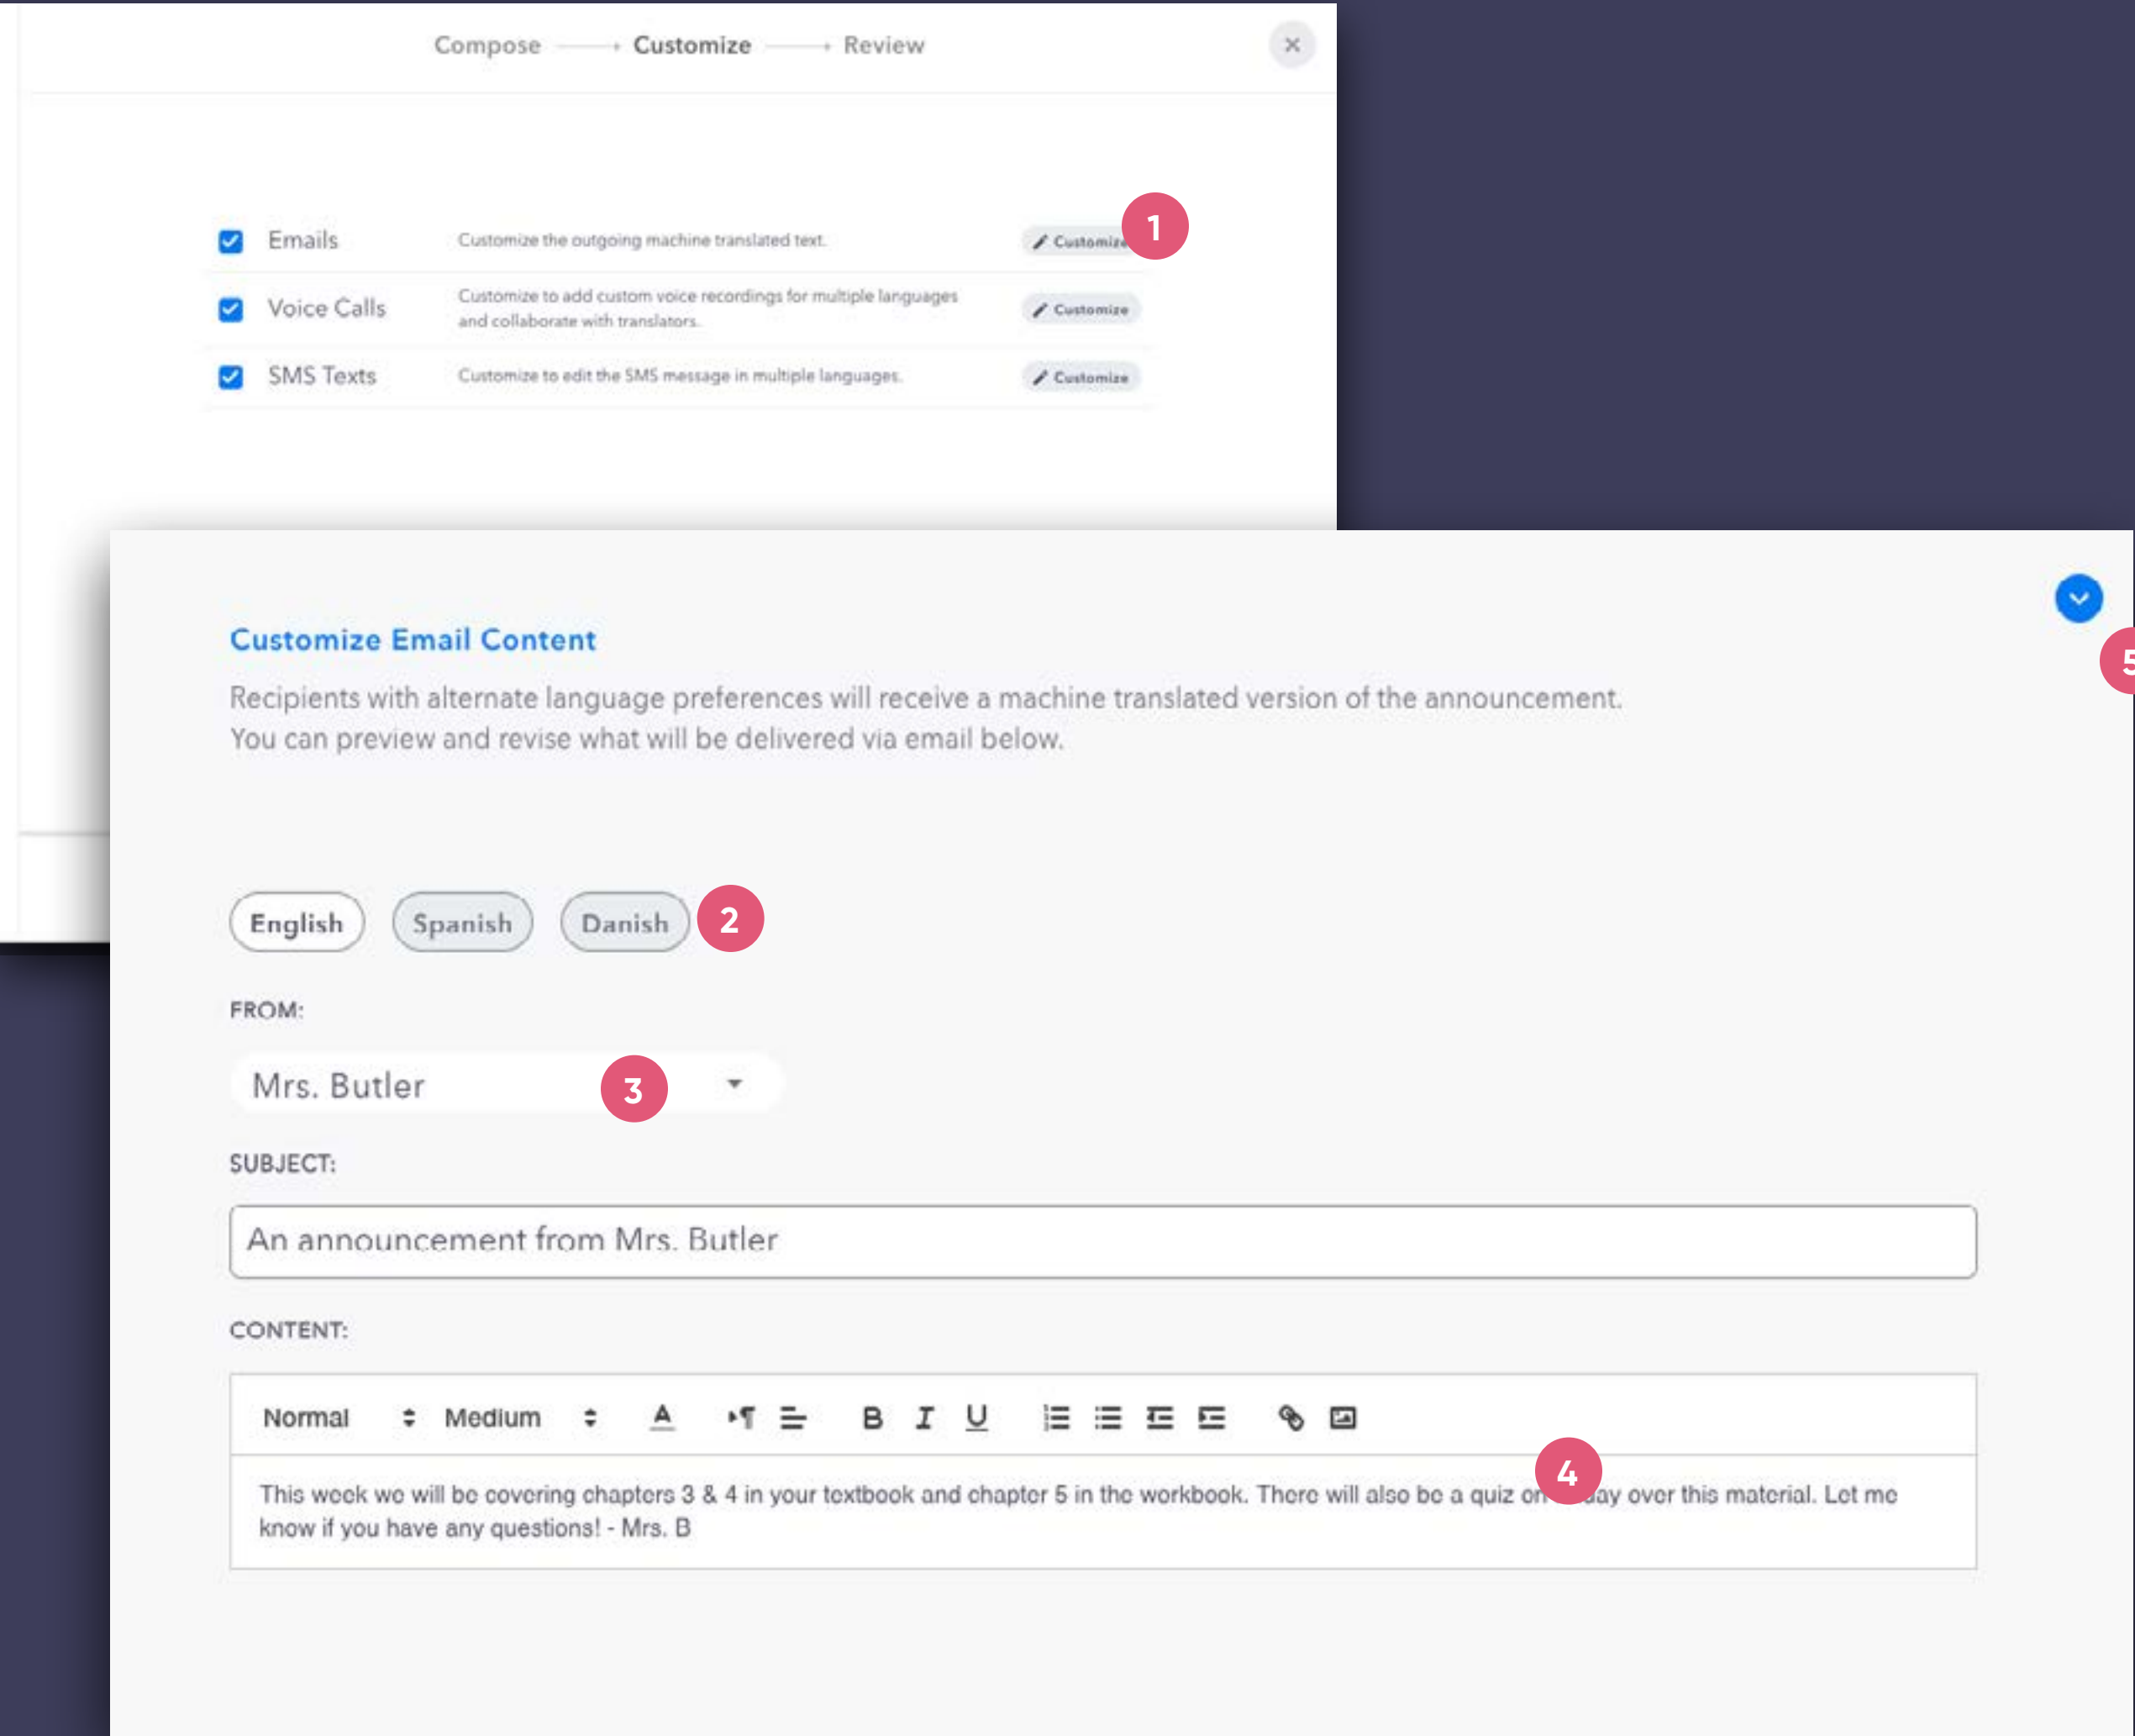 Compose Customize Review
Emails Customize the outgoing machine translated text. Customize 1
Voice Calls Customize to add custom voice recordings for multiple languages
and collaborate with translators. Customize
SMS Texts Customize to edit the SMS message in multiple languages. Customize
Customize Email Content
5
Recipients with alternate language preferences will receive a machine translated version of the announcement.
You can preview and revise what will be delivered via email below.
English Spanish Danish 2
FROM:
Mrs. Butler 3
SUBJECT:
An announcement from Mrs. Butler
CONTENT:
Normal Medium A B I U
4
This week we will be covering chapters 3 & 4 in your textbook and chapter 5 in the workbook. There will also be a quiz on over this material. Let me
know if you have any questions! - Mrs. B